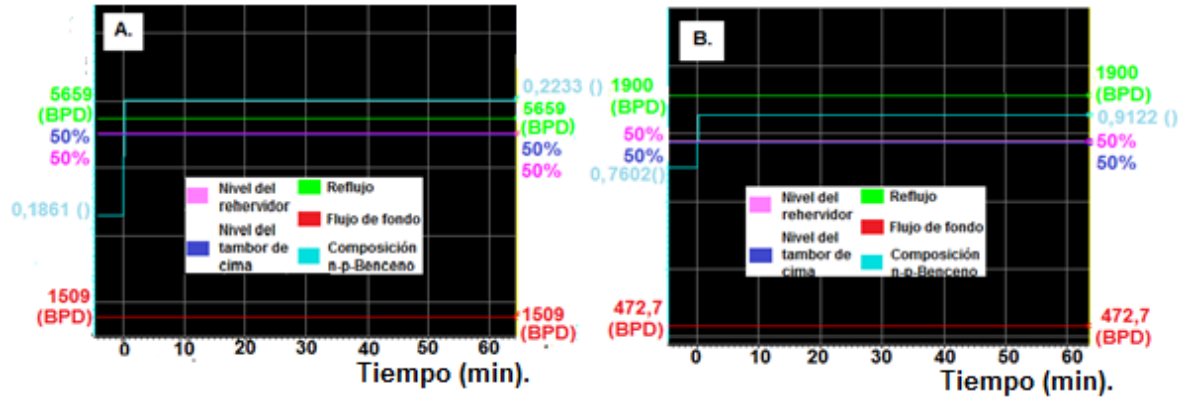 A.
5659
(BPD)
50%
50%
0,1861 ()
1509
(BPD)
0,2233 ()
5659
(BPD)
50%
50%
1509
(BPD)
Nivel del
rehervidor
Nivel del
tambor de
cima
Reflujo
Flujo de fondo
Composición
n-p-Benceno
0 10 20 30 40 50 60
Tiempo (min).
B.
1900
(BPD)
50%
50%
0,7602()
472,7
(BPD)
1900
(BPD)
0,9122 ()
50%
50%
472,7
(BPD)
Nivel del
rehervidor
Nivel del
tambor de
cima
Reflujo
Flujo de fondo
Composición
n-p-Benceno
0 10 20 30 40 50 60
Tiempo (min).